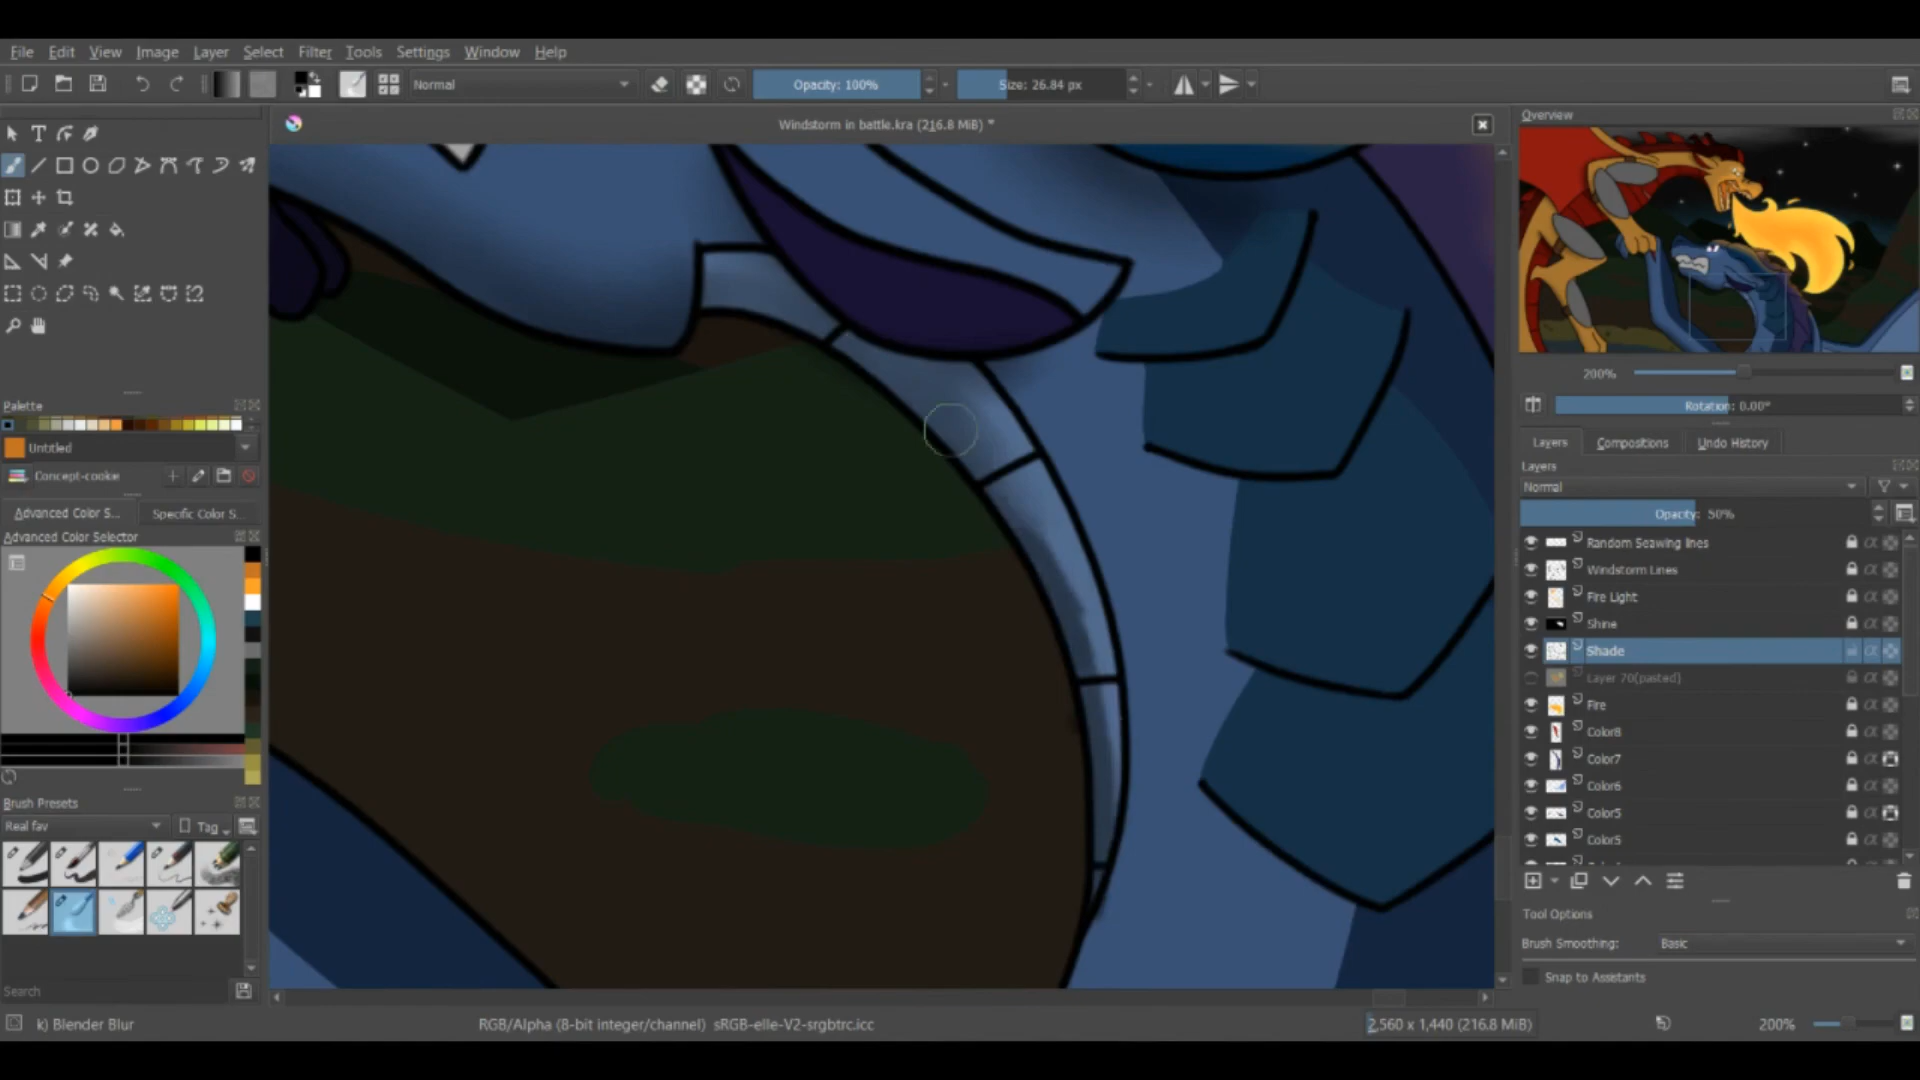 File Edit View Image Layer Select Filter Tools Settings Window Help
Normal Opacity: 100% Size: 26.84 px
Windstorm in battle.kra (216.8 MiB) *
Overview
200%
Rotation: 0.00°
Layers Compositions Undo History
Layers
Normal
Opacity: 50%
Random Seawing lines
Windstorm Lines
Fire Light
Shine
Shade
Layer 70(pasted)
Fire
Color8
Color7
Color6
Color5
Color5
Tool Options
Brush Smoothing: Basic
Snap to Assistants
Palette
Untitled
Concept-cookie
Advanced Color S... Specific Color S...
Advanced Color Selector
Brush Presets
Real fav Tag
Search
k) Blender Blur
RGB/Alpha (8-bit integer/channel) sRGB-elle-V2-srgbtrc.icc
2,560 x 1,440 (216.8 MiB)
200%